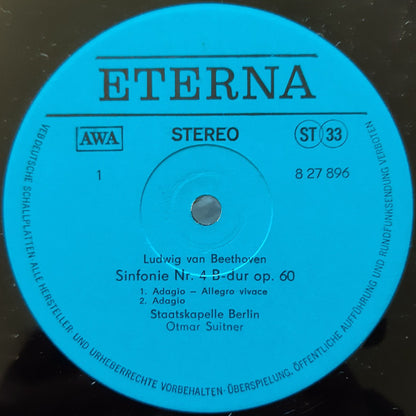 ETERNA
AWA
STEREO
ST 33
1
8 27 896
Ludwig van Beethoven
Sinfonie Nr. 4 B-dur op. 60
1. Adagio – Allegro vivace
2. Adagio
Staatskapelle Berlin
Otmar Suitner
VEB DEUTSCHE SCHALLPLATTEN · ALLE HERSTELLER- UND URHEBERRECHTE VORBEHALTEN · ÜBERSPIELUNG, ÖFFENTLICHE AUFFÜHRUNG UND RUNDFUNKSENDUNG VERBOTEN